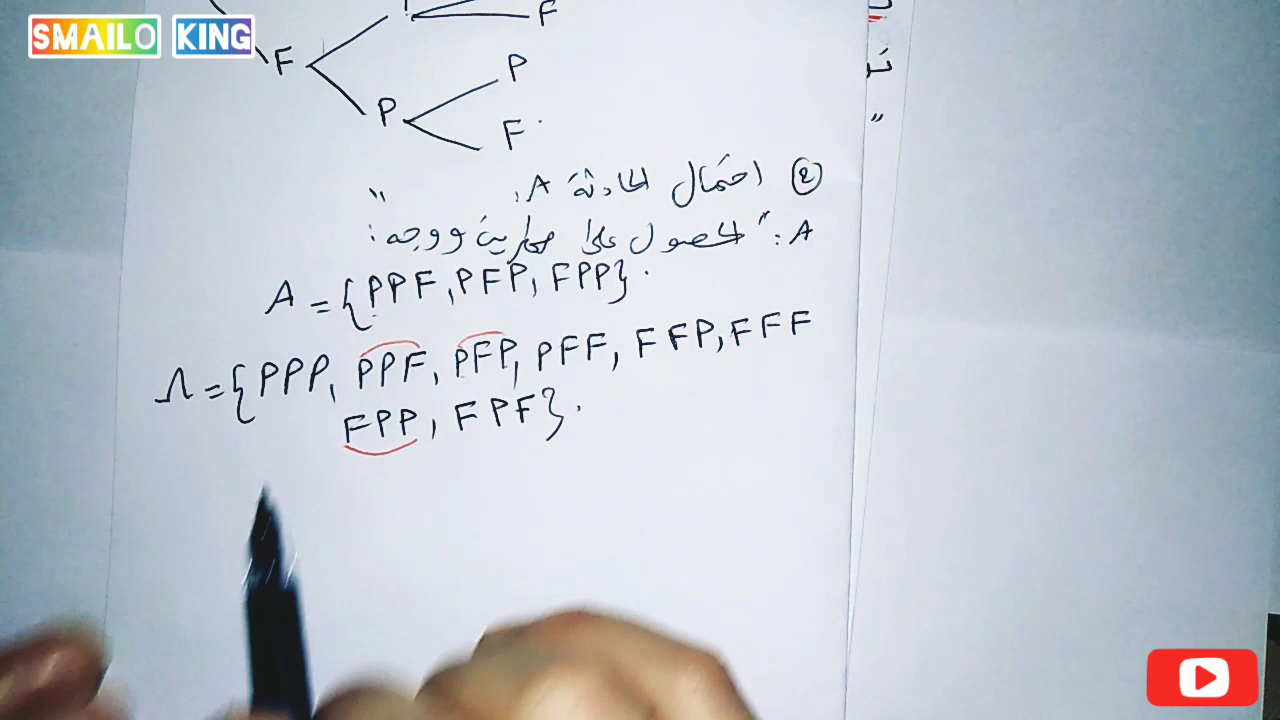 SMAILO KING
F
F
P
P
F
② احتمال الحادثة A.
A: "الحصول على ووجه:
A = {PPF, PFP, FPP}.
Ω = {PPP, PPF, PFP, PFF, FFP, FFF
FPP, FPF}.